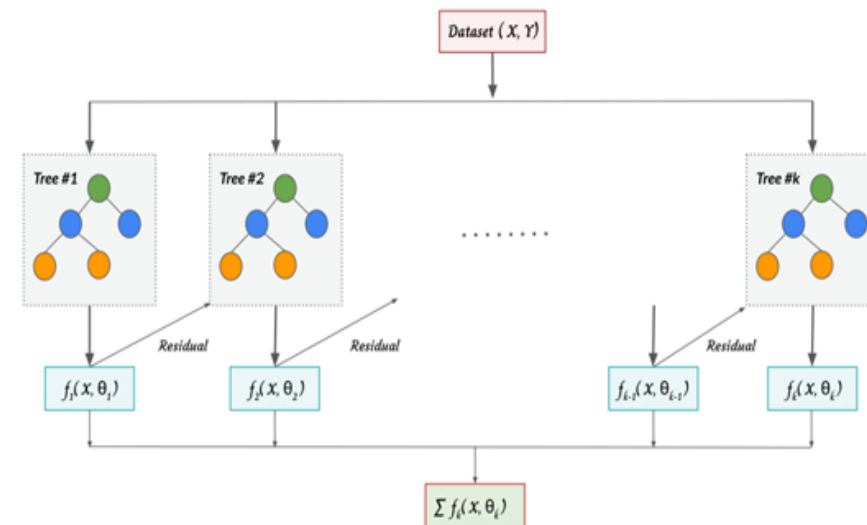 Dataset (X, Y)
Tree #1
Tree #2
Tree #k
........
Residual
Residual
Residual
f₁(X, θ₁)
f₂(X, θ₂)
fₖ₋₁(X, θₖ₋₁)
fₖ(X, θₖ)
∑ fₖ(X, θₖ)